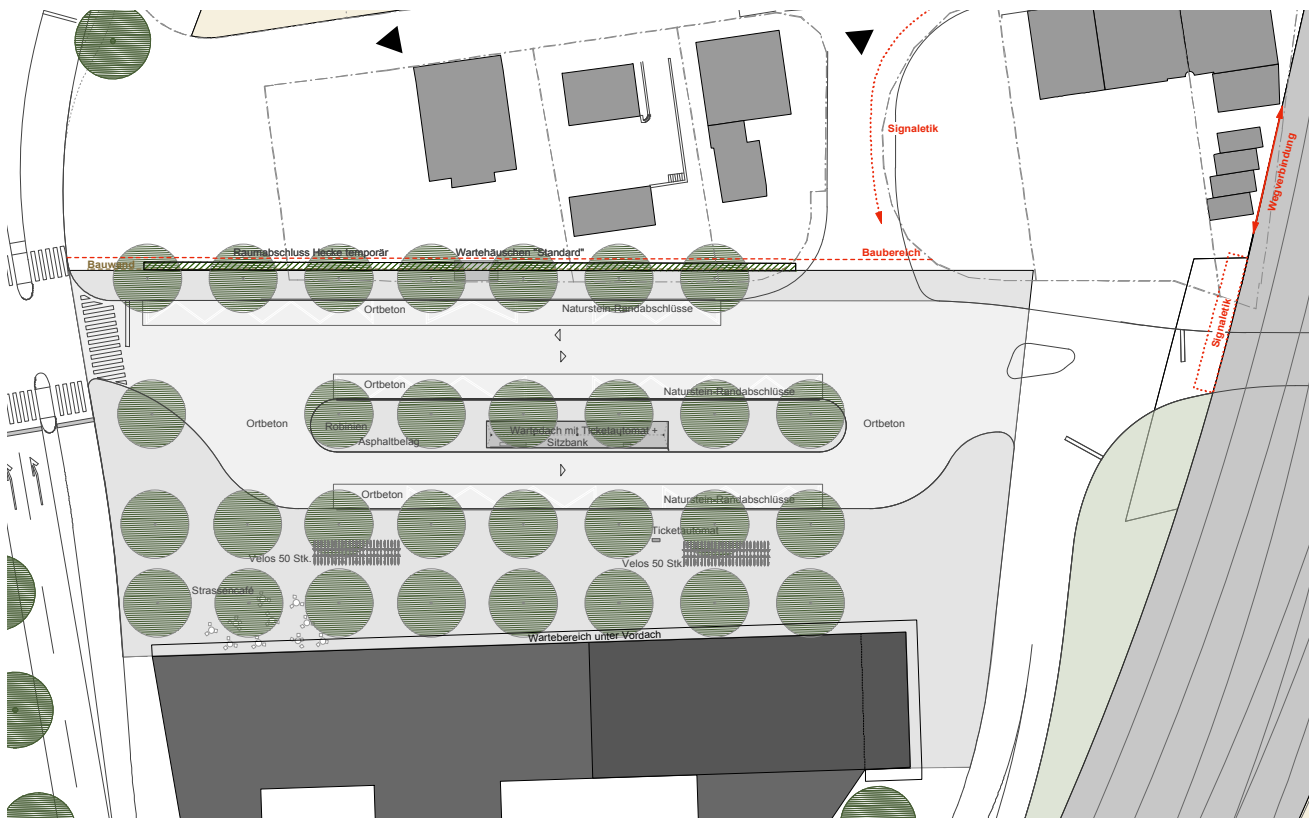 Signaletik
Wegverbindung
Raumabschluss Hecke temporär
Wartehäuschen "Standard"
Baubereich
Bauwand
Signaletik
Ortbeton
Naturstein-Randabschlüsse
Ortbeton
Naturstein-Randabschlüsse
Ortbeton
Robinien
Wartedach mit Ticketautomat +
Sitzbank
Ortbeton
Asphaltbelag
Ortbeton
Naturstein-Randabschlüsse
Ticketautomat
Velos 50 Stk.
Velos 50 Stk.
Strassencafé
Wartebereich unter Vordach